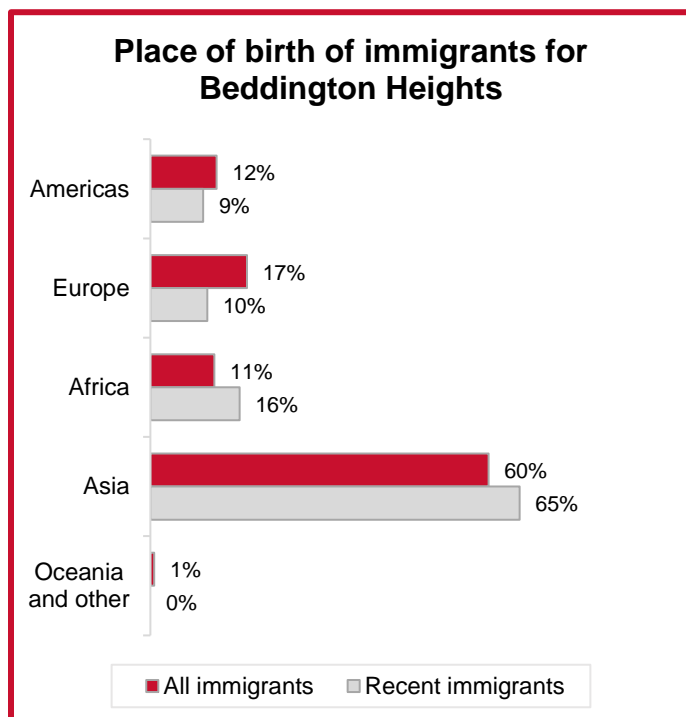 Place of birth of immigrants for
Beddington Heights
Americas
12%
9%
Europe
17%
10%
Africa
11%
16%
Asia
60%
65%
Oceania
and other
1%
0%
All immigrants
Recent immigrants